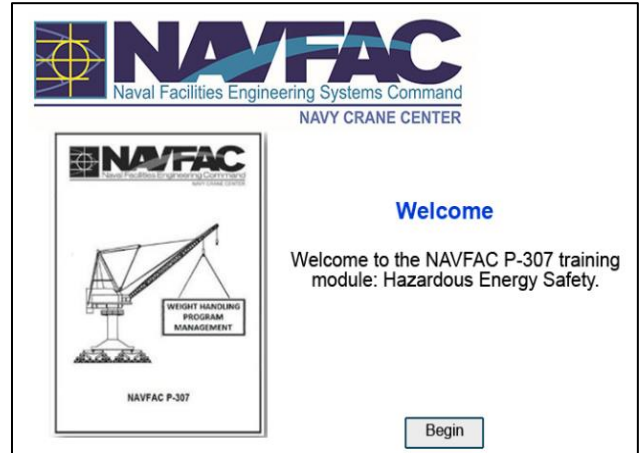 NAVFAC
Naval Facilities Engineering Systems Command
NAVY CRANE CENTER
NAVFAC
Naval Facilities Engineering Command
NAVY CRANE CENTER
WEIGHT HANDLING
PROGRAM
MANAGEMENT
NAVFAC P-307
Welcome
Welcome to the NAVFAC P-307 training
module: Hazardous Energy Safety.
Begin